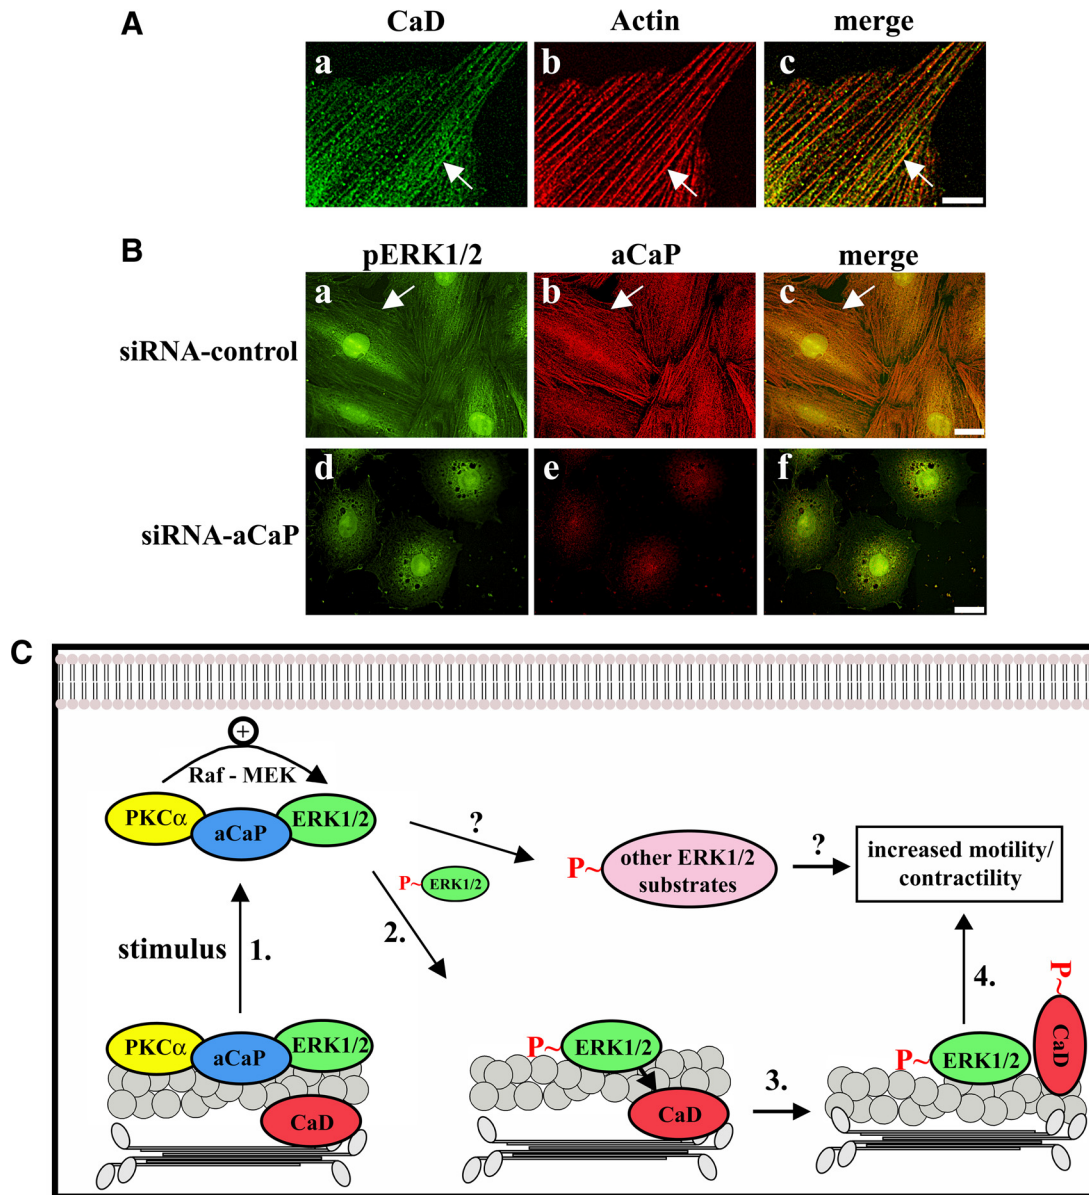 A
CaD
Actin
merge
a
b
c
B
pERK1/2
aCaP
merge
siRNA-control
a
b
c
siRNA-aCaP
d
e
f
C
+
Raf - MEK
PKCα
aCaP
ERK1/2
?
P~
other ERK1/2
substrates
?
increased motility/
contractility
P~ERK1/2
2.
stimulus
1.
4.
P~
CaD
PKCα
aCaP
ERK1/2
CaD
P~
ERK1/2
CaD
3.
P~
ERK1/2